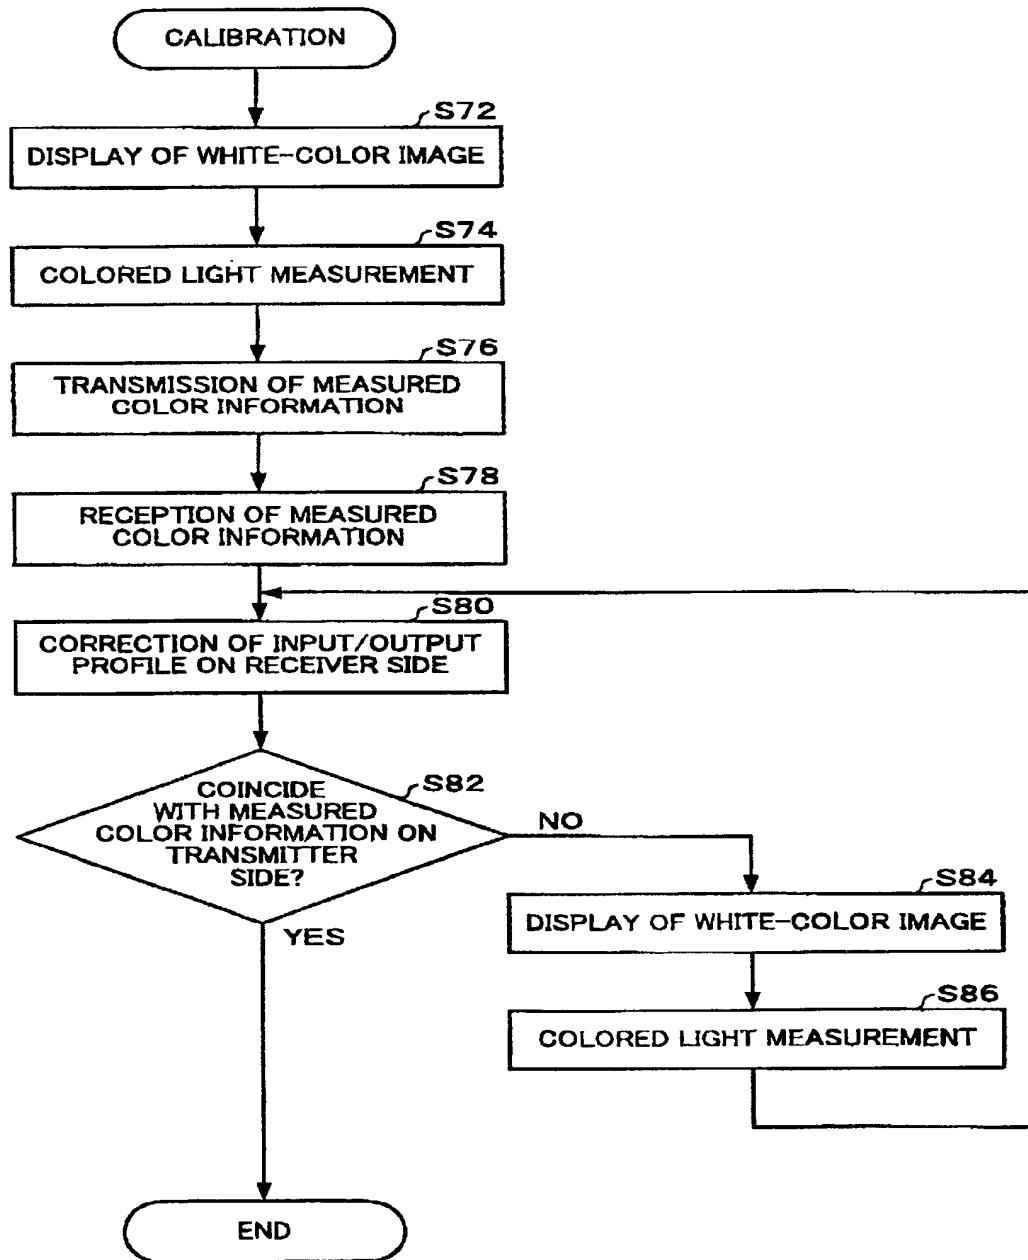 CALIBRATION
S72
DISPLAY OF WHITE-COLOR IMAGE
S74
COLORED LIGHT MEASUREMENT
S76
TRANSMISSION OF MEASURED
COLOR INFORMATION
S78
RECEPTION OF MEASURED
COLOR INFORMATION
S80
CORRECTION OF INPUT/OUTPUT
PROFILE ON RECEIVER SIDE
S82
COINCIDE
WITH MEASURED
COLOR INFORMATION ON
TRANSMITTER
SIDE?
NO
YES
S84
DISPLAY OF WHITE-COLOR IMAGE
S86
COLORED LIGHT MEASUREMENT
END